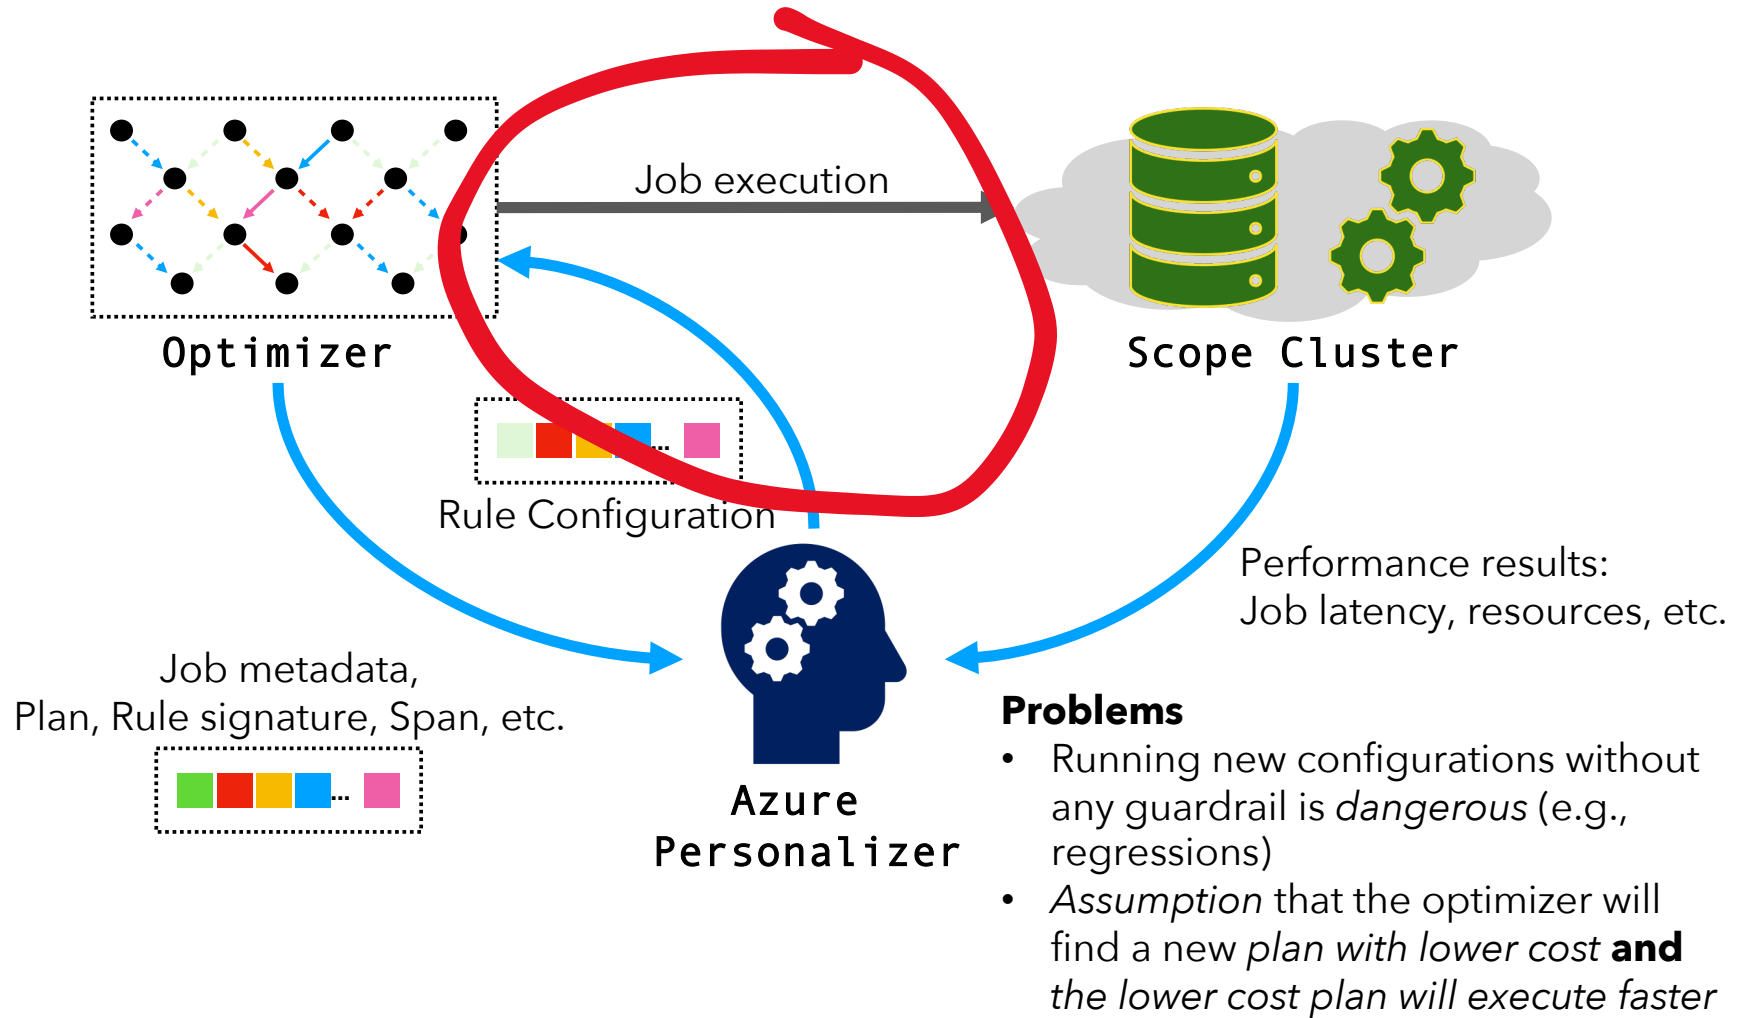 Job execution
Optimizer
Scope Cluster
...
Rule Configuration
Performance results:
Job latency, resources, etc.
Job metadata,
Plan, Rule signature, Span, etc.
...
Azure
Personalizer
Problems
• Running new configurations without
any guardrail is dangerous (e.g.,
regressions)
• Assumption that the optimizer will
find a new plan with lower cost and
the lower cost plan will execute faster